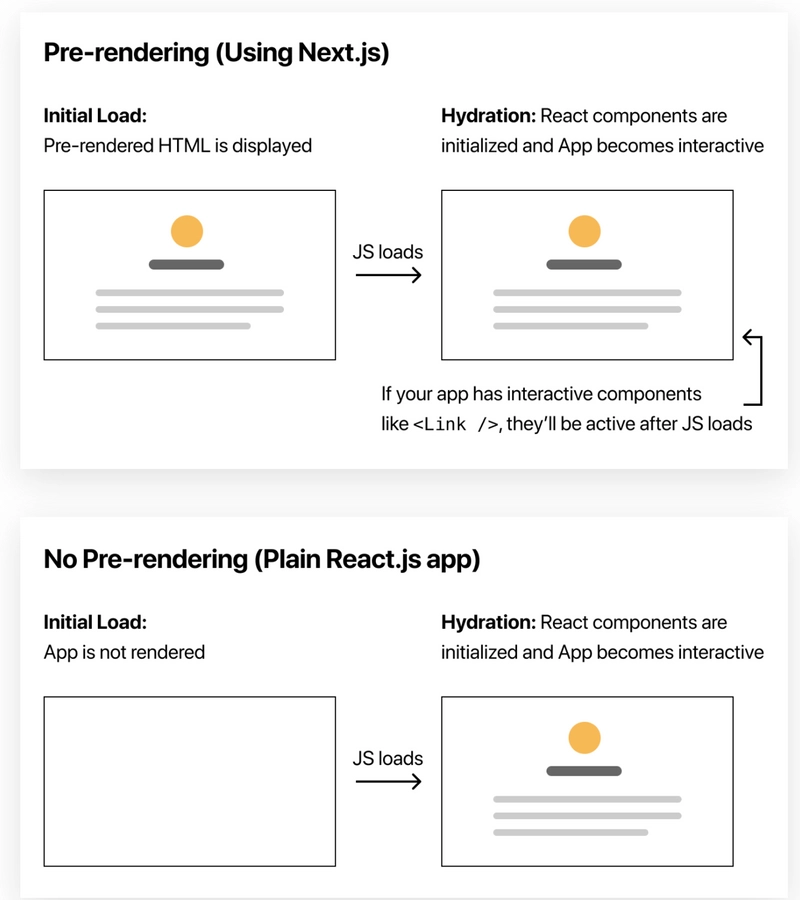 Pre-rendering (Using Next.js)
Initial Load:
Pre-rendered HTML is displayed
Hydration: React components are
initialized and App becomes interactive
JS loads
If your app has interactive components
like <Link />, they’ll be active after JS loads
No Pre-rendering (Plain React.js app)
Initial Load:
App is not rendered
Hydration: React components are
initialized and App becomes interactive
JS loads